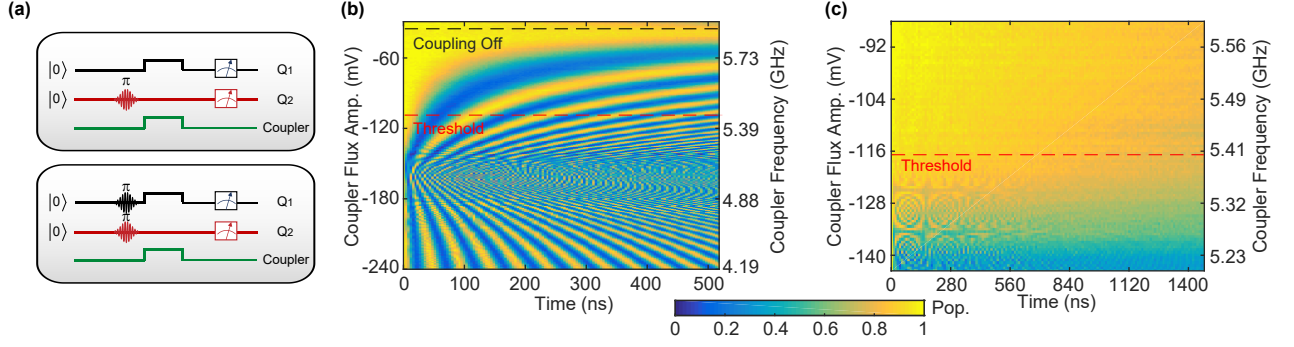 (a)
|0⟩
Q1
π
|0⟩
Q2
Coupler
π
|0⟩
Q1
π
|0⟩
Q2
Coupler
(b)
Coupling Off
Threshold
-60
-120
-180
-240
Coupler Flux Amp. (mV)
0
100
200
300
400
500
Time (ns)
5.73
5.39
4.88
4.19
Coupler Frequency (GHz)
(c)
Threshold
-92
-104
-116
-128
-140
Coupler Flux Amp. (mV)
0
280
560
840
1120
1400
Time (ns)
5.56
5.49
5.41
5.32
5.23
Coupler Frequency (GHz)
Pop.
0
0.2
0.4
0.6
0.8
1